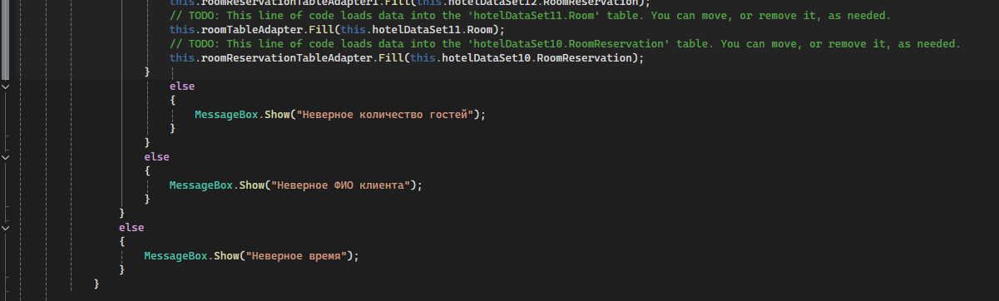 this.roomReservationTableAdapter1.Fill(this.hotelDataSet12.RoomReservation);
// TODO: This line of code loads data into the 'hotelDataSet11.Room' table. You can move, or remove it, as needed.
this.roomTableAdapter.Fill(this.hotelDataSet11.Room);
// TODO: This line of code loads data into the 'hotelDataSet10.RoomReservation' table. You can move, or remove it, as needed.
this.roomReservationTableAdapter.Fill(this.hotelDataSet10.RoomReservation);
}
else
{
MessageBox.Show("Неверное количество гостей");
}
}
else
{
MessageBox.Show("Неверное ФИО клиента");
}
}
else
{
MessageBox.Show("Неверное время");
}
}